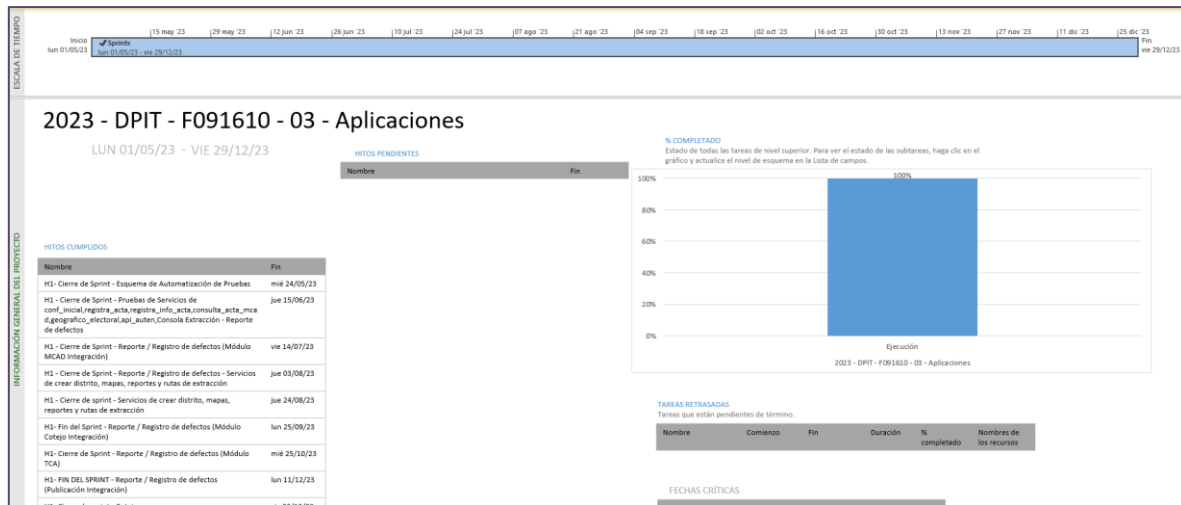 ESCALA DE TIEMPO
|15 may '23 |29 may '23 |12 jun '23 |26 jun '23 |10 jul '23 |24 jul '23 |07 ago '23 |21 ago '23 |04 sep '23 |18 sep '23 |02 oct '23 |16 oct '23 |30 oct '23 |13 nov '23 |27 nov '23 |11 dic '23 |25 dic '23
Inicio
lun 01/05/23
Sprints
lun 01/05/23 - vie 29/12/23
Fin
vie 29/12/23
INFORMACIÓN GENERAL DEL PROYECTO
2023 - DPIT - F091610 - 03 - Aplicaciones
LUN 01/05/23 - VIE 29/12/23
HITOS PENDIENTES
Nombre Fin
HITOS CUMPLIDOS
Nombre Fin
H1- Cierre de Sprint - Esquema de Automatización de Pruebas mié 24/05/23
H1 - Cierre de Sprint - Pruebas de Servicios de jue 15/06/23
conf_inicial,registra_acta,registra_info_acta,consulta_acta_mca
d,geografico_electoral,api_auten,Consola Extracción - Reporte
de defectos
H1 - Cierre de Sprint - Reporte / Registro de defectos (Módulo vie 14/07/23
MCAD Integración)
H1 - Cierre de Sprint - Reporte / Registro de defectos - Servicios jue 03/08/23
de crear distrito, mapas, reportes y rutas de extracción
H1 - Cierre de sprint - Servicios de crear distrito, mapas, jue 24/08/23
reportes y rutas de extracción
H1- Fin del Sprint - Reporte / Registro de defectos (Módulo lun 25/09/23
Cotejo Integración)
H1- Cierre de Sprint - Reporte / Registro de defectos (Módulo mié 25/10/23
TCA)
H1- FIN DEL SPRINT - Reporte / Registro de defectos lun 11/12/23
(Publicación Integración)
% COMPLETADO
Estado de todas las tareas de nivel superior. Para ver el estado de las subtareas, haga clic en el
gráfico y actualice el nivel de esquema en la Lista de campos.
100%
100%
80%
60%
40%
20%
0%
Ejecución
2023 - DPIT - F091610 - 03 - Aplicaciones
TAREAS RETRASADAS
Tareas que están pendientes de término.
Nombre Comienzo Fin Duración % completado Nombres de los recursos
FECHAS CRÍTICAS